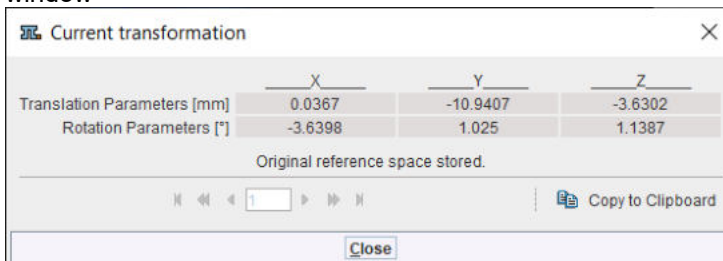 window
Current transformation
X Y Z
Translation Parameters [mm] 0.0367 -10.9407 -3.6302
Rotation Parameters [°] -3.6398 1.025 1.1387
Original reference space stored.
1 Copy to Clipboard
Close